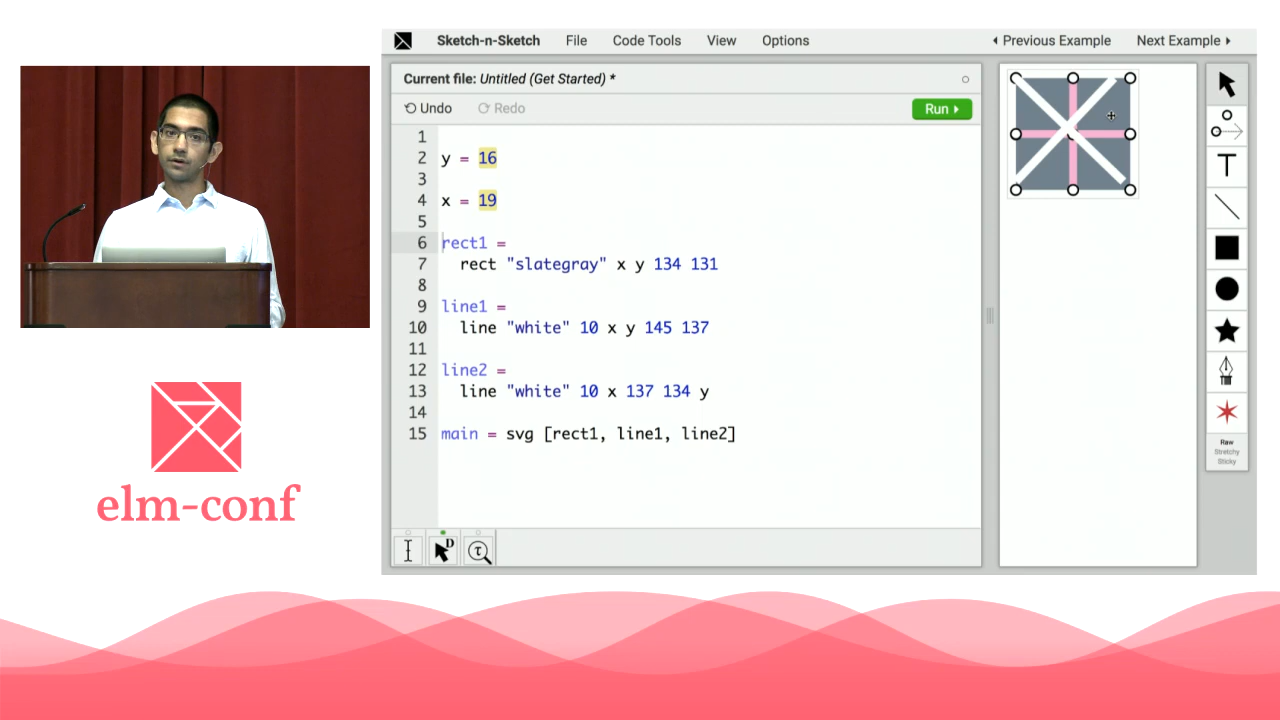 Sketch-n-Sketch File Code Tools View Options Previous Example Next Example
Current file: Untitled (Get Started) *
Undo Redo Run
1
2 y = 16
3
4 x = 19
5
6 rect1 =
7 rect "slategray" x y 134 131
8
9 line1 =
10 line "white" 10 x y 145 137
11
12 line2 =
13 line "white" 10 x 137 134 y
14
15 main = svg [rect1, line1, line2]
D
τ
T
Raw
Stretchy
Sticky
elm-conf